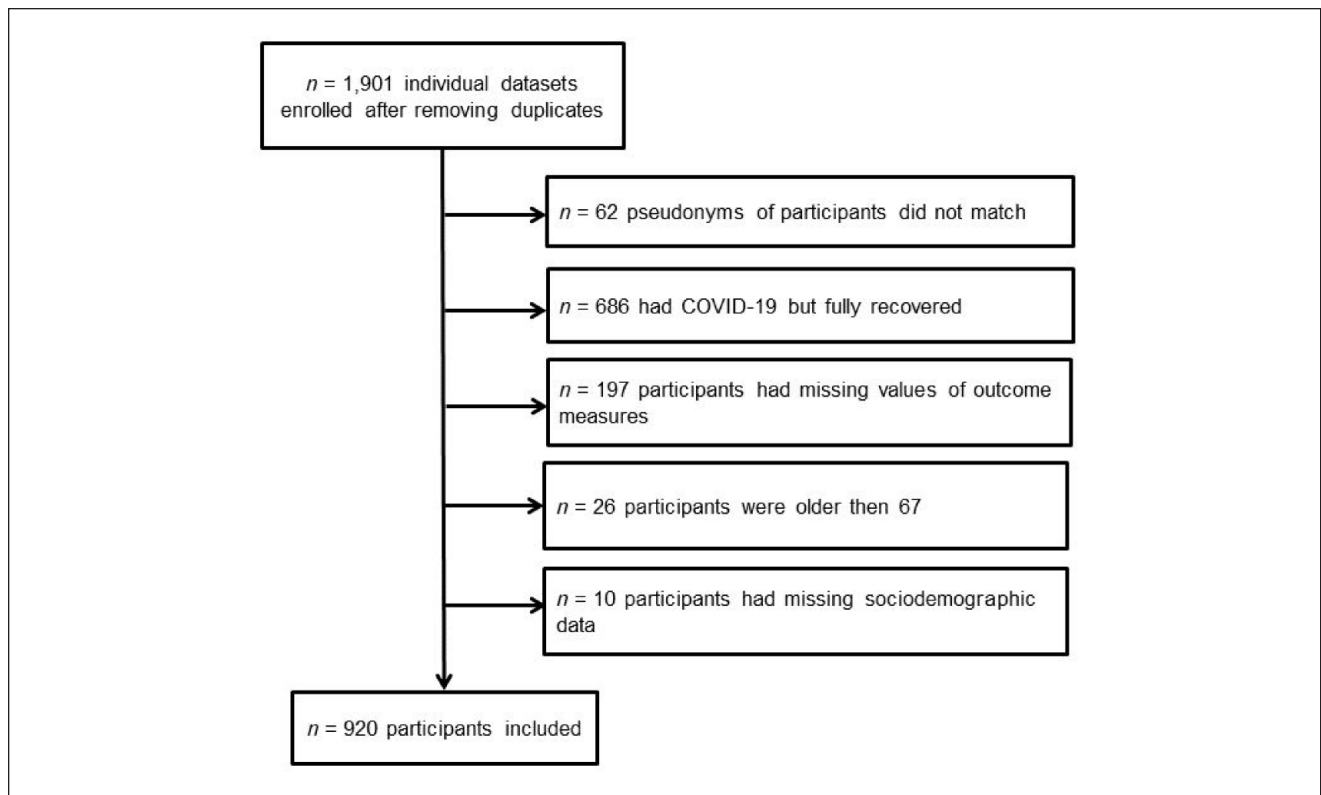 n = 1,901 individual datasets
enrolled after removing duplicates
n = 62 pseudonyms of participants did not match
n = 686 had COVID-19 but fully recovered
n = 197 participants had missing values of outcome
measures
n = 26 participants were older then 67
n = 10 participants had missing sociodemographic
data
n = 920 participants included